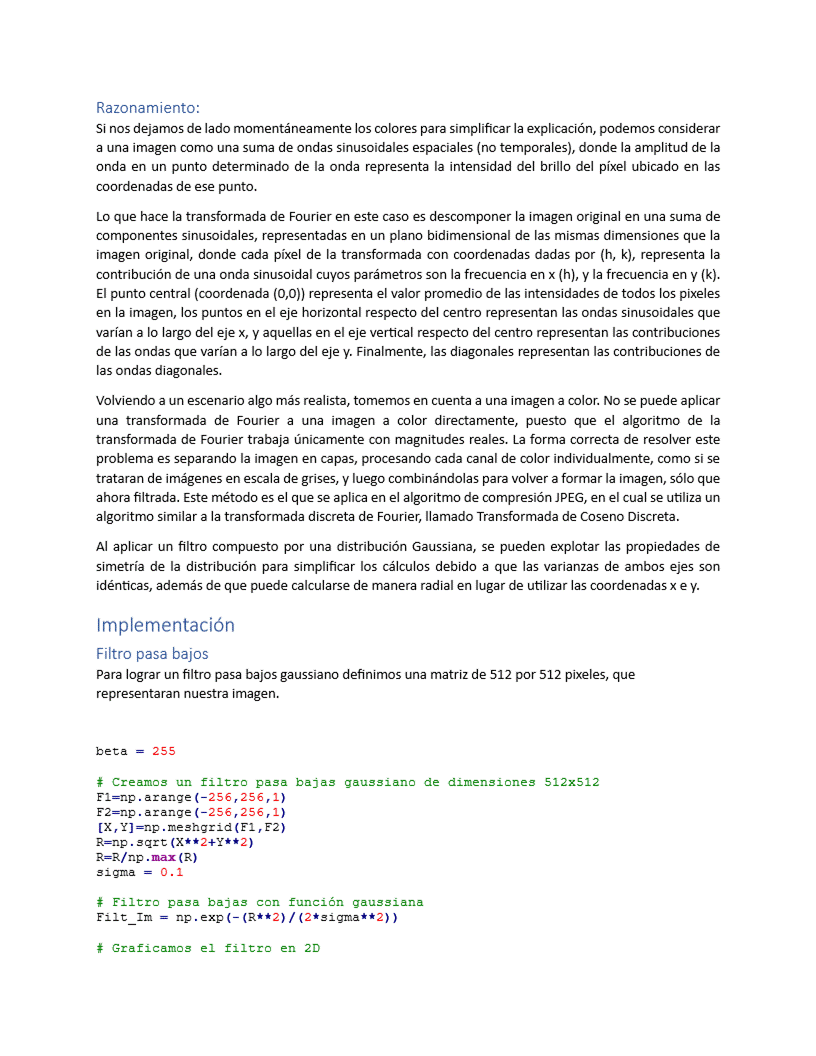 Razonamiento:
Si nos dejamos de lado momentáneamente los colores para simplificar la explicación, podemos considerar
a una imagen como una suma de ondas sinusoidales espaciales (no temporales), donde la amplitud de la
onda en un punto determinado de la onda representa la intensidad del brillo del píxel ubicado en las
coordenadas de ese punto.
Lo que hace la transformada de Fourier en este caso es descomponer la imagen original en una suma de
componentes sinusoidales, representadas en un plano bidimensional de las mismas dimensiones que la
imagen original, donde cada píxel de la transformada con coordenadas dadas por (h, k), representa la
contribución de una onda sinusoidal cuyos parámetros son la frecuencia en x (h), y la frecuencia en y (k).
El punto central (coordenada (0,0)) representa el valor promedio de las intensidades de todos los pixeles
en la imagen, los puntos en el eje horizontal respecto del centro representan las ondas sinusoidales que
varían a lo largo del eje x, y aquellas en el eje vertical respecto del centro representan las contribuciones
de las ondas que varían a lo largo del eje y. Finalmente, las diagonales representan las contribuciones de
las ondas diagonales.
Volviendo a un escenario algo más realista, tomemos en cuenta a una imagen a color. No se puede aplicar
una transformada de Fourier a una imagen a color directamente, puesto que el algoritmo de la
transformada de Fourier trabaja únicamente con magnitudes reales. La forma correcta de resolver este
problema es separando la imagen en capas, procesando cada canal de color individualmente, como si se
trataran de imágenes en escala de grises, y luego combinándolas para volver a formar la imagen, sólo que
ahora filtrada. Este método es el que se aplica en el algoritmo de compresión JPEG, en el cual se utiliza un
algoritmo similar a la transformada discreta de Fourier, llamado Transformada de Coseno Discreta.
Al aplicar un filtro compuesto por una distribución Gaussiana, se pueden explotar las propiedades de
simetría de la distribución para simplificar los cálculos debido a que las varianzas de ambos ejes son
idénticas, además de que puede calcularse de manera radial en lugar de utilizar las coordenadas x e y.
Implementación
Filtro pasa bajos
Para lograr un filtro pasa bajos gaussiano definimos una matriz de 512 por 512 pixeles, que
representaran nuestra imagen.
beta = 255
# Creamos un filtro pasa bajas gaussiano de dimensiones 512x512
F1=np.arange(-256,256,1)
F2=np.arange(-256,256,1)
[X,Y]=np.meshgrid(F1,F2)
R=np.sqrt(X**2+Y**2)
R=R/np.max(R)
sigma = 0.1
# Filtro pasa bajas con función gaussiana
Filt_Im = np.exp(-(R**2)/(2*sigma**2))
# Graficamos el filtro en 2D